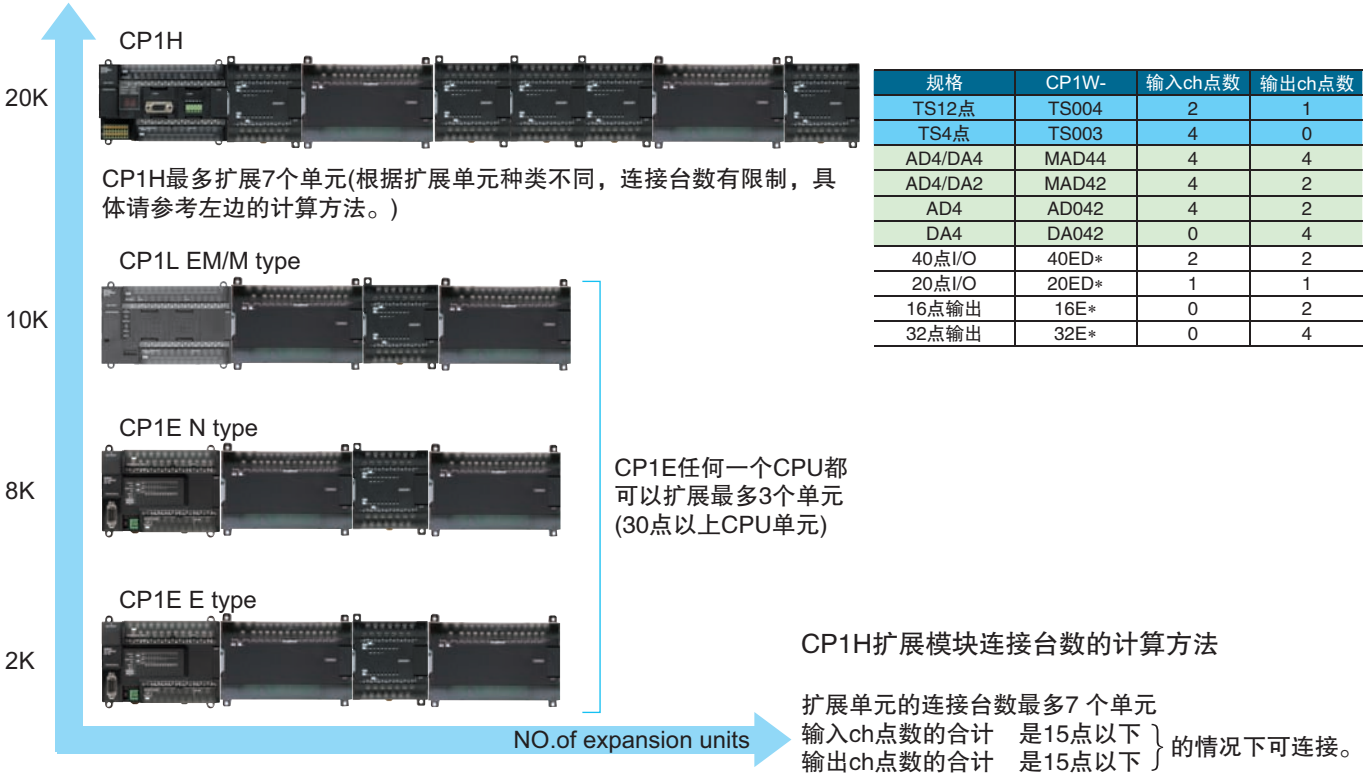 CP1H
20K
CP1H最多扩展7个单元(根据扩展单元种类不同，连接台数有限制，具
体请参考左边的计算方法。)
规格 CP1W- 输入ch点数 输出ch点数
TS12点 TS004 2 1
TS4点 TS003 4 0
AD4/DA4 MAD44 4 4
AD4/DA2 MAD42 4 2
AD4 AD042 4 2
DA4 DA042 0 4
40点I/O 40ED* 2 2
20点I/O 20ED* 1 1
16点输出 16E* 0 2
32点输出 32E* 0 4
CP1L EM/M type
10K
CP1E N type
8K
CP1E任何一个CPU都
可以扩展最多3个单元
(30点以上CPU单元)
CP1E E type
2K
NO.of expansion units
CP1H扩展模块连接台数的计算方法
扩展单元的连接台数最多7 个单元
输入ch点数的合计 是15点以下
输出ch点数的合计 是15点以下
} 的情况下可连接。